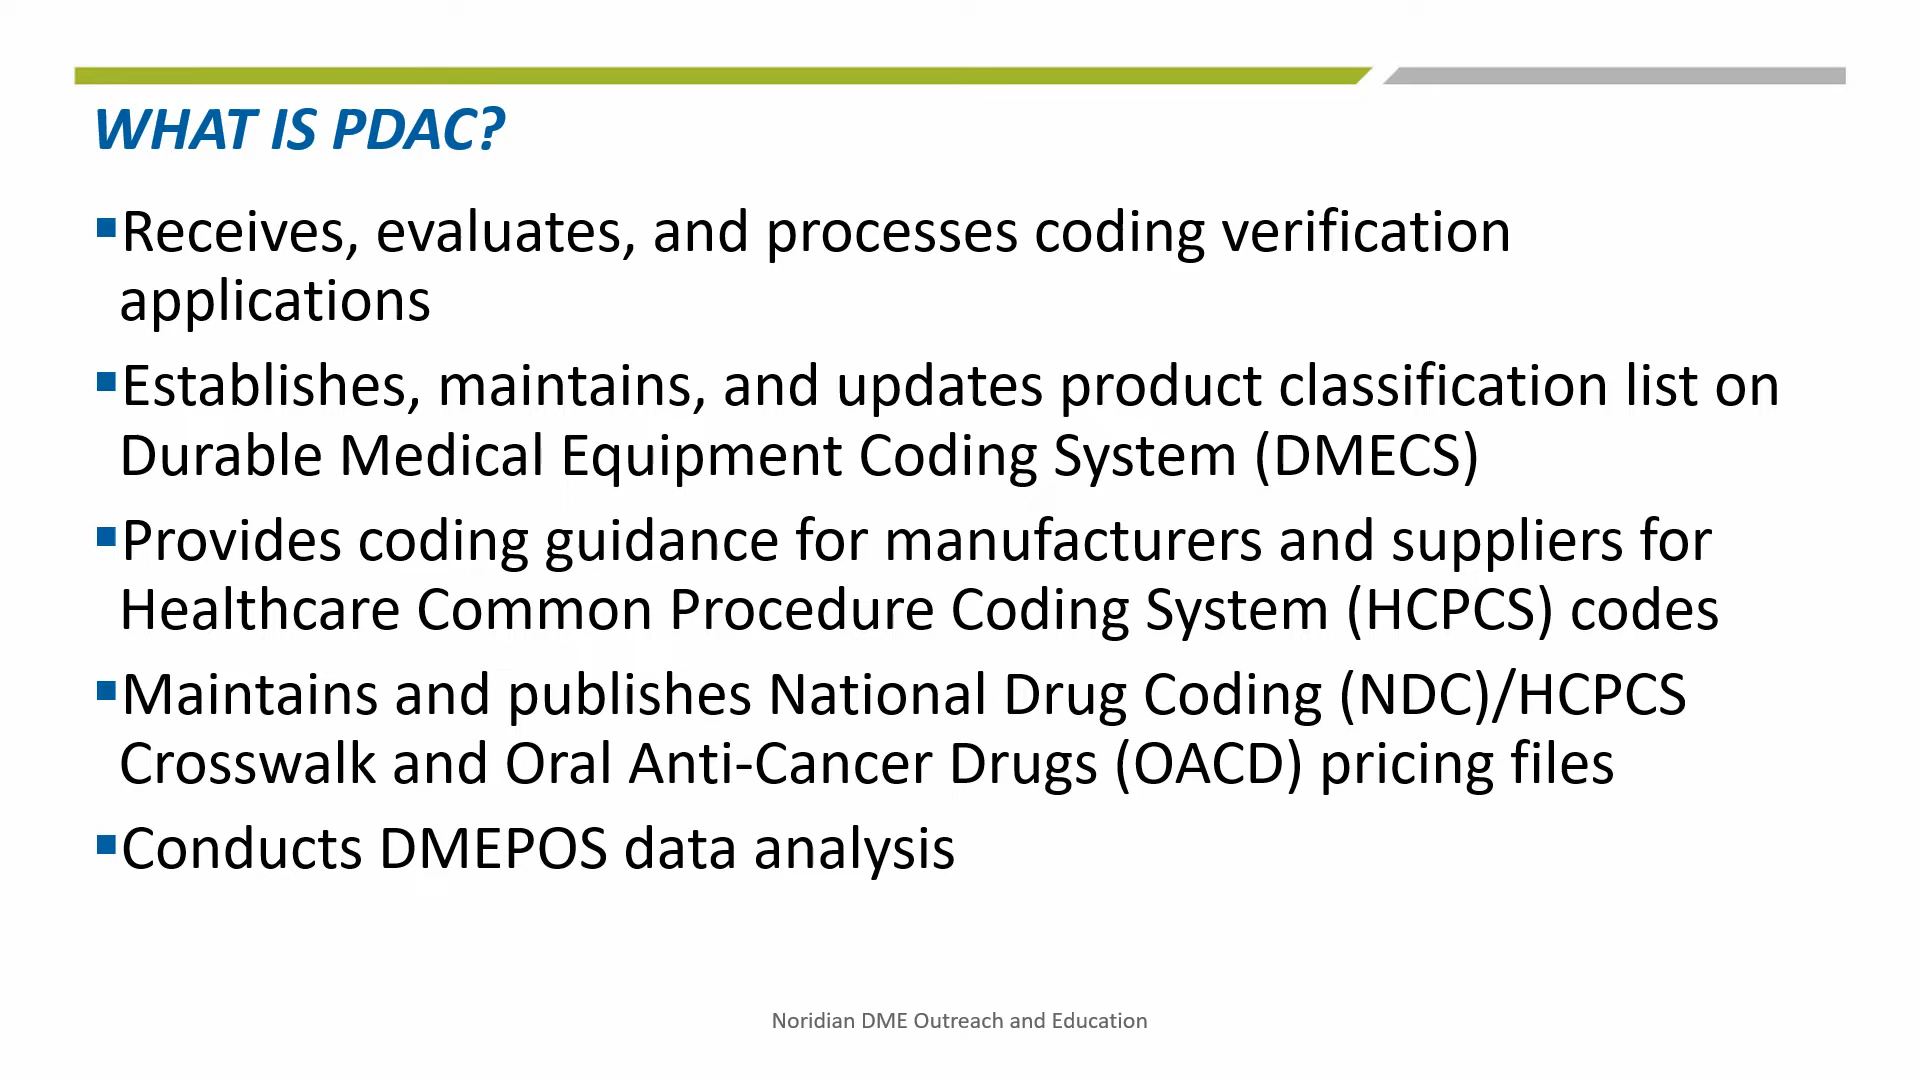 WHAT IS PDAC?
▪Receives, evaluates, and processes coding verification
applications
▪Establishes, maintains, and updates product classification list on
Durable Medical Equipment Coding System (DMECS)
▪Provides coding guidance for manufacturers and suppliers for
Healthcare Common Procedure Coding System (HCPCS) codes
▪Maintains and publishes National Drug Coding (NDC)/HCPCS
Crosswalk and Oral Anti-Cancer Drugs (OACD) pricing files
▪Conducts DMEPOS data analysis
Noridian DME Outreach and Education